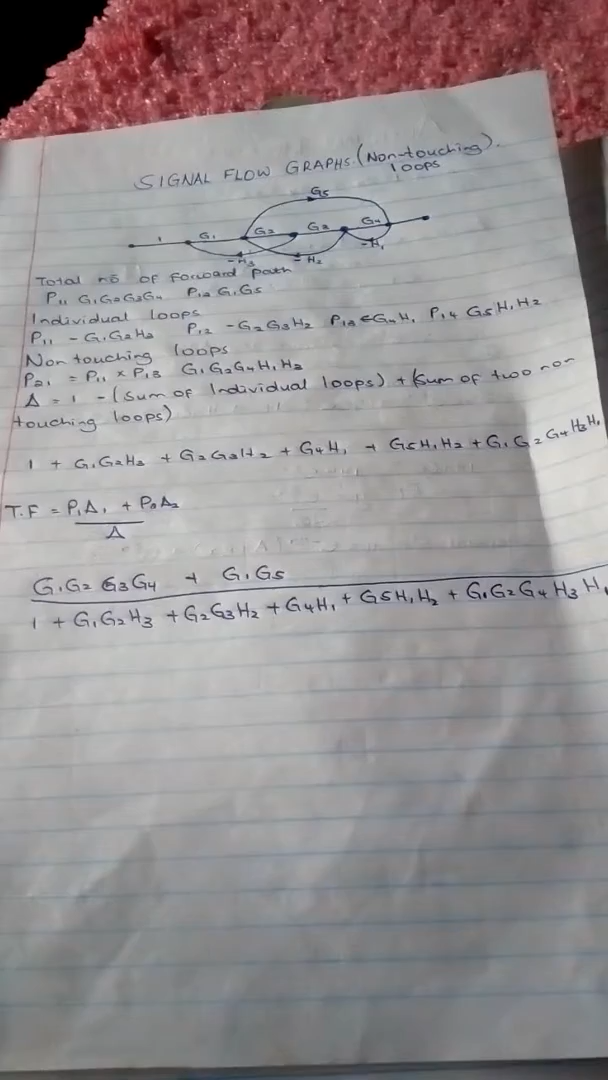 SIGNAL FLOW GRAPHS (Non-touching).
loops
G5
1 G1 G2 G3 G4
-H3 -H2 -H1
Total no of forward path
P11 G1G2G3G4 P12 G1G5
Individual loops
P11 - G1G2H3 P12 - G2G3H2 P13 G4H1 P14 G5H1H2
Non touching loops
P21 = P11 x P13 G1G2G4H1H3
Δ = 1 - (Sum of Individual loops) + (Sum of two non
touching loops)
1 + G1G2H3 + G2G3H2 + G4H1 + G5H1H2 + G1G2G4H3H1
T.F = P1Δ1 + P2Δ2
Δ
G1G2G3G4 + G1G5
1 + G1G2H3 + G2G3H2 + G4H1 + G5H1H2 + G1G2G4H3H1